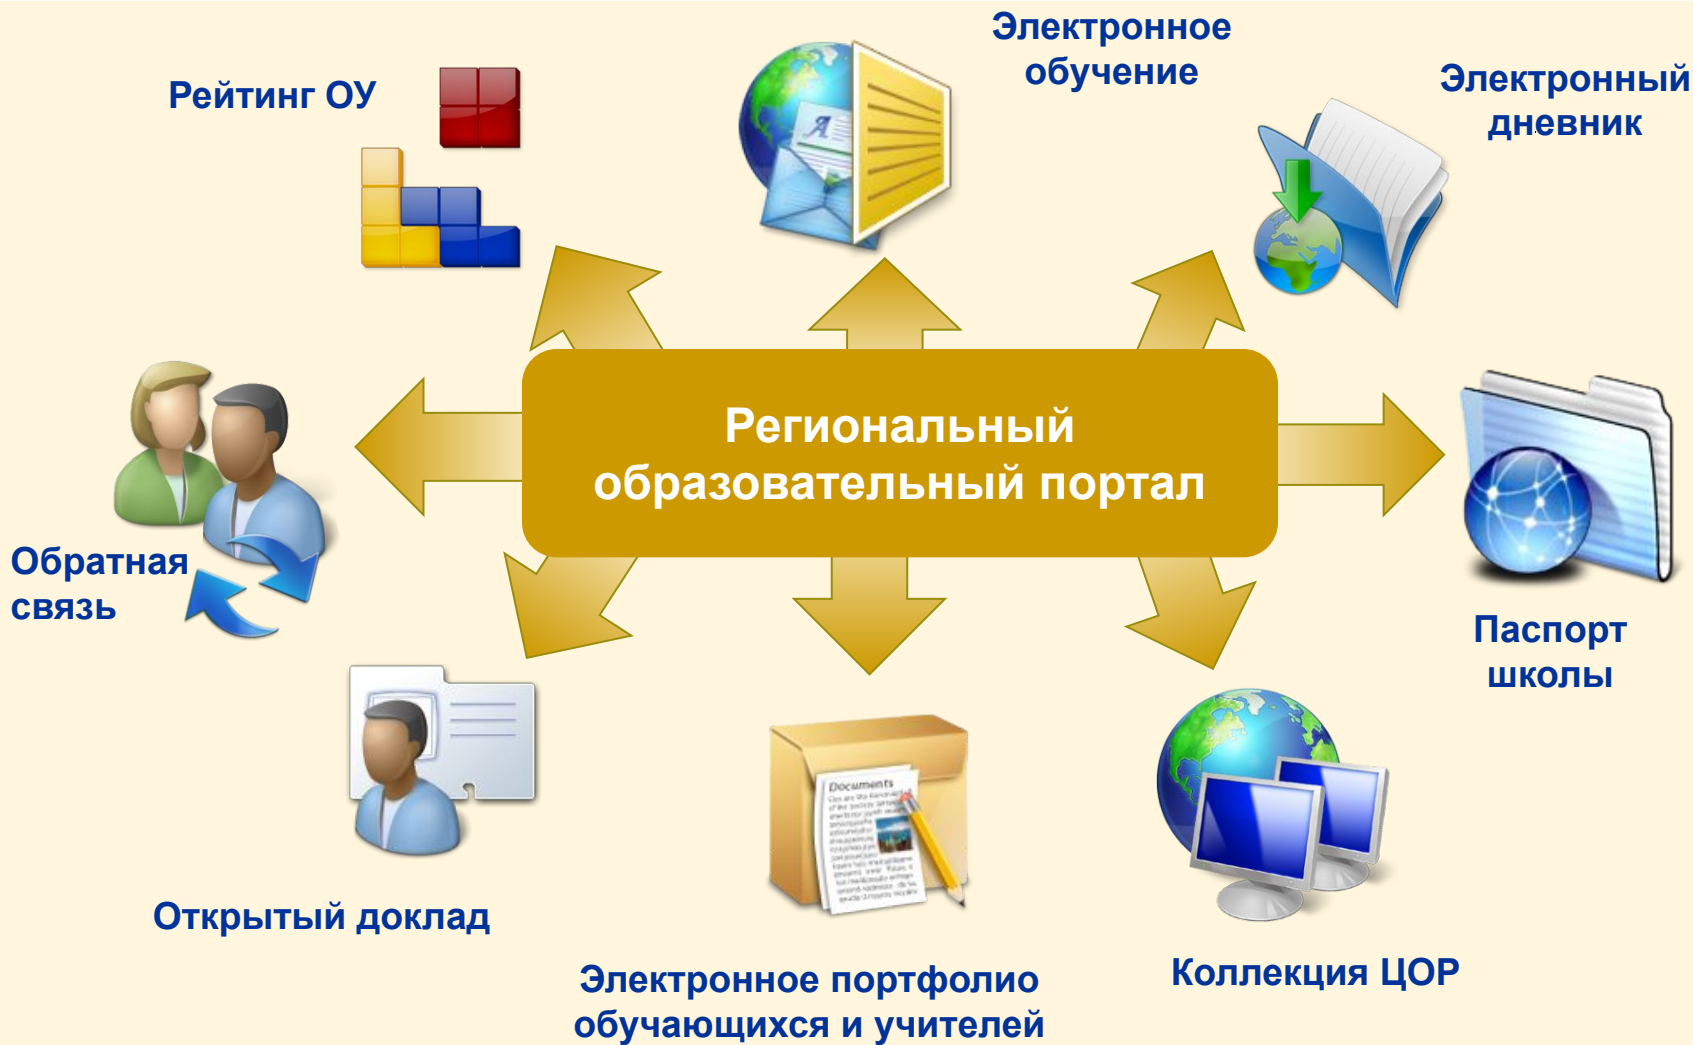 Электронное
обучение
Рейтинг ОУ
Электронный
дневник
Региональный
образовательный портал
Обратная
связь
Паспорт
школы
Открытый доклад
Documents
Электронное портфолио
обучающихся и учителей
Коллекция ЦОР